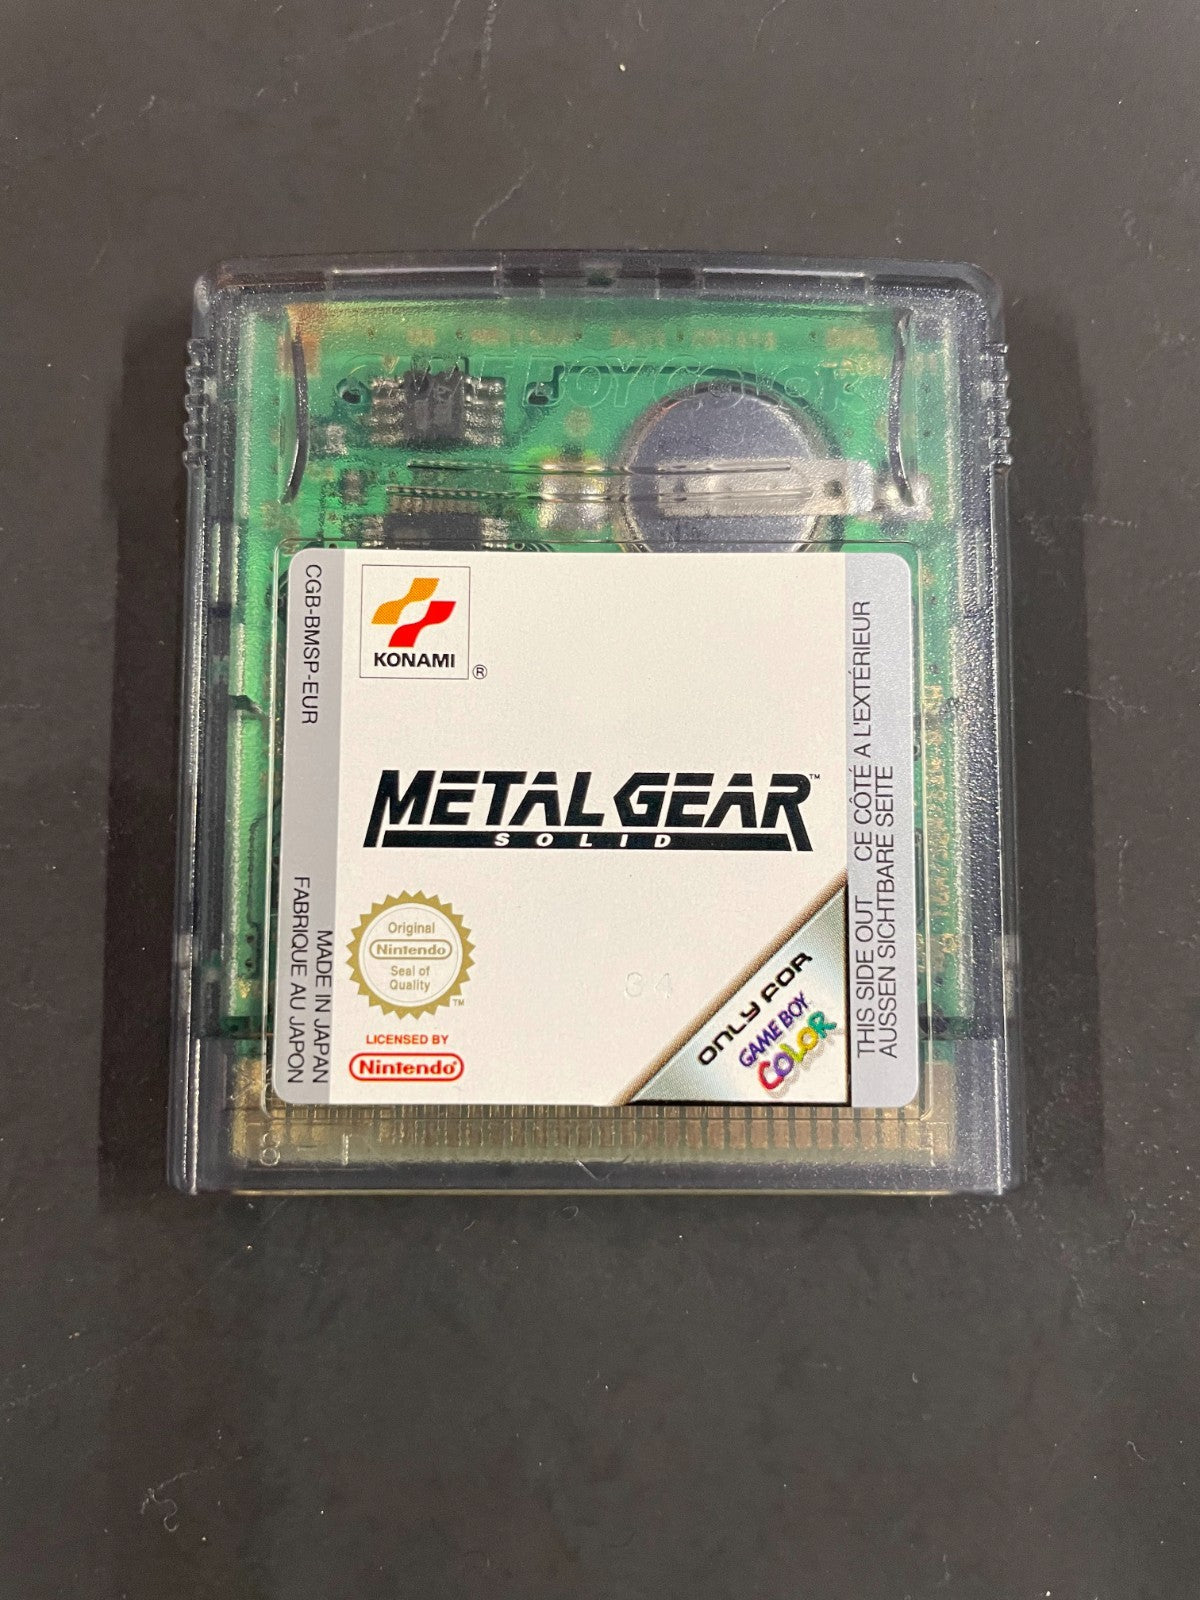 GAME BOY COLOR
CGB-BMSP-EUR
MADE IN JAPAN
FABRIQUE AU JAPON
KONAMI ®
METAL GEAR ™
SOLID
Original
Nintendo
Seal of
Quality
™
LICENSED BY
Nintendo
34
ONLY FOR
GAME BOY
COLOR
THIS SIDE OUT CE CÔTÉ A L'EXTÉRIEUR
AUSSEN SICHTBARE SEITE